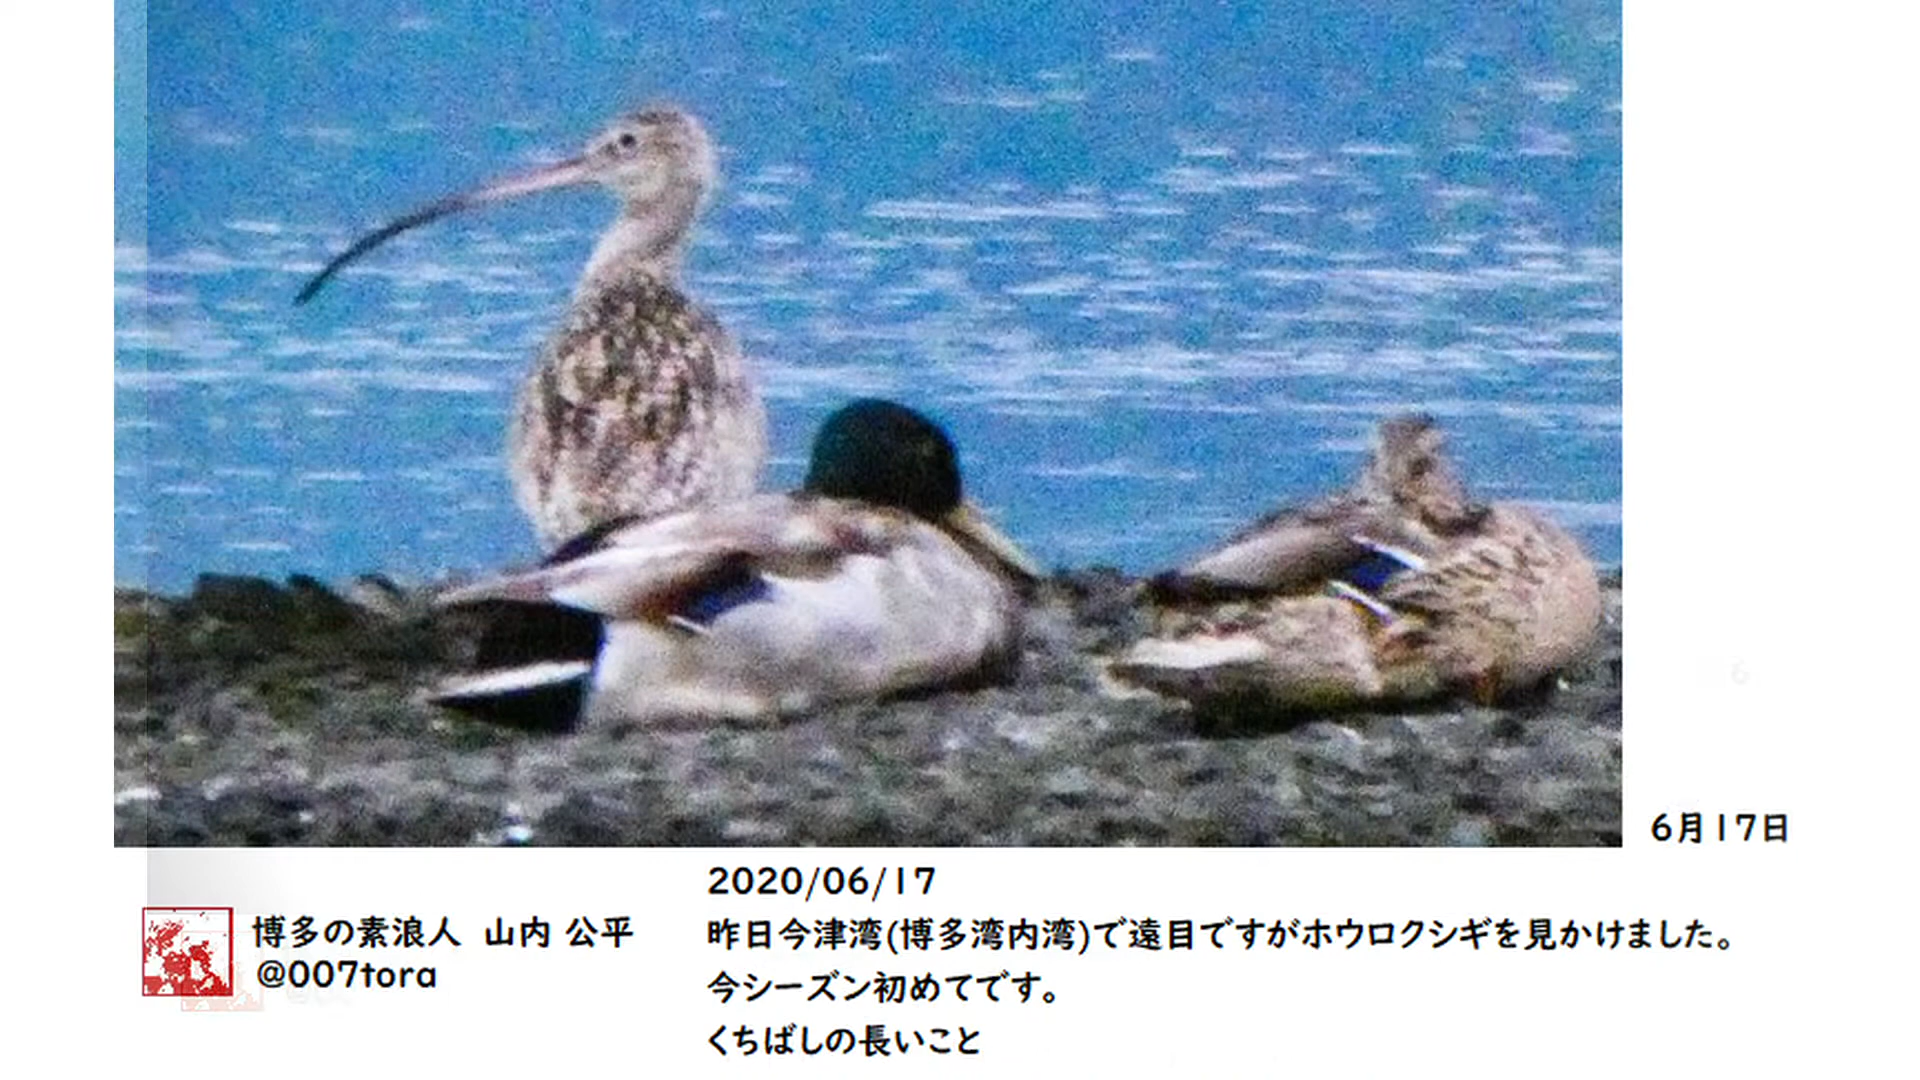 6月17日
2020/06/17
博多の素浪人 山内 公平
@007tora
昨日今津湾(博多湾内湾)で遠目ですがホウロクシギを見かけました。
今シーズン初めてです。
くちばしの長いこと